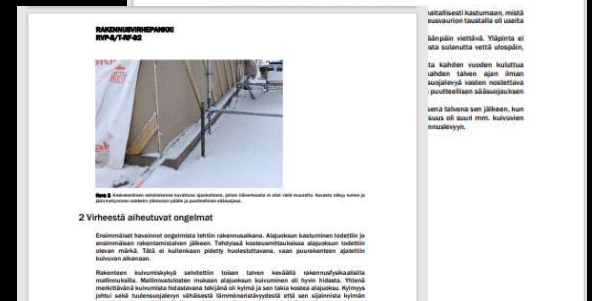 haitallisesti kastumaan, mistä
eusvaurion taustalla oli useita
äänpäin viettävä. Yläpinta ei
sta sulanutta vettä ulospäin,
ta kahden vuoden kuluttua
kahden talven ajan ilman
suojalevyä vasten nostettava
puutteellisen sääsuojauksen
sena talvena sen jälkeen, kun
suus oli suuri mm. kuivuvien
nnuslevyyn.
RAKENNUSVIRHEPANKKI
RVP-S/T-RF-92
2 Virheestä aiheutuvat ongelmat
Ensimmäiset havainnot ongelmista tehtiin rakennusaikana. Alajuoksun kastuminen todettiin jo
ensimmäisen rakentamistalven jälkeen. Tehdyissä kosteusmittauksissa alajuoksun todettiin
olevan märkä. Tätä ei kuitenkaan pidetty huolestuttavana, vaan puurakenteen ajateltiin
kuivuvan aikanaan.
Rakenteen kuivumiskykyä selvitettiin toisen talven keväällä rakennusfysikaalisilla
mallinnuksilla. Mallinnustulosten mukaan alajuoksun kuivuminen oli hyvin hidasta. Yhtenä
merkittävänä kuivumista hidastavana tekijänä oli kylmä ja sen takia kostea alajuoksu. Kylmyys
johtui sekä tuulensuojalevyn vähäisestä lämmöneristävyydestä että sen sijainnista kylmän